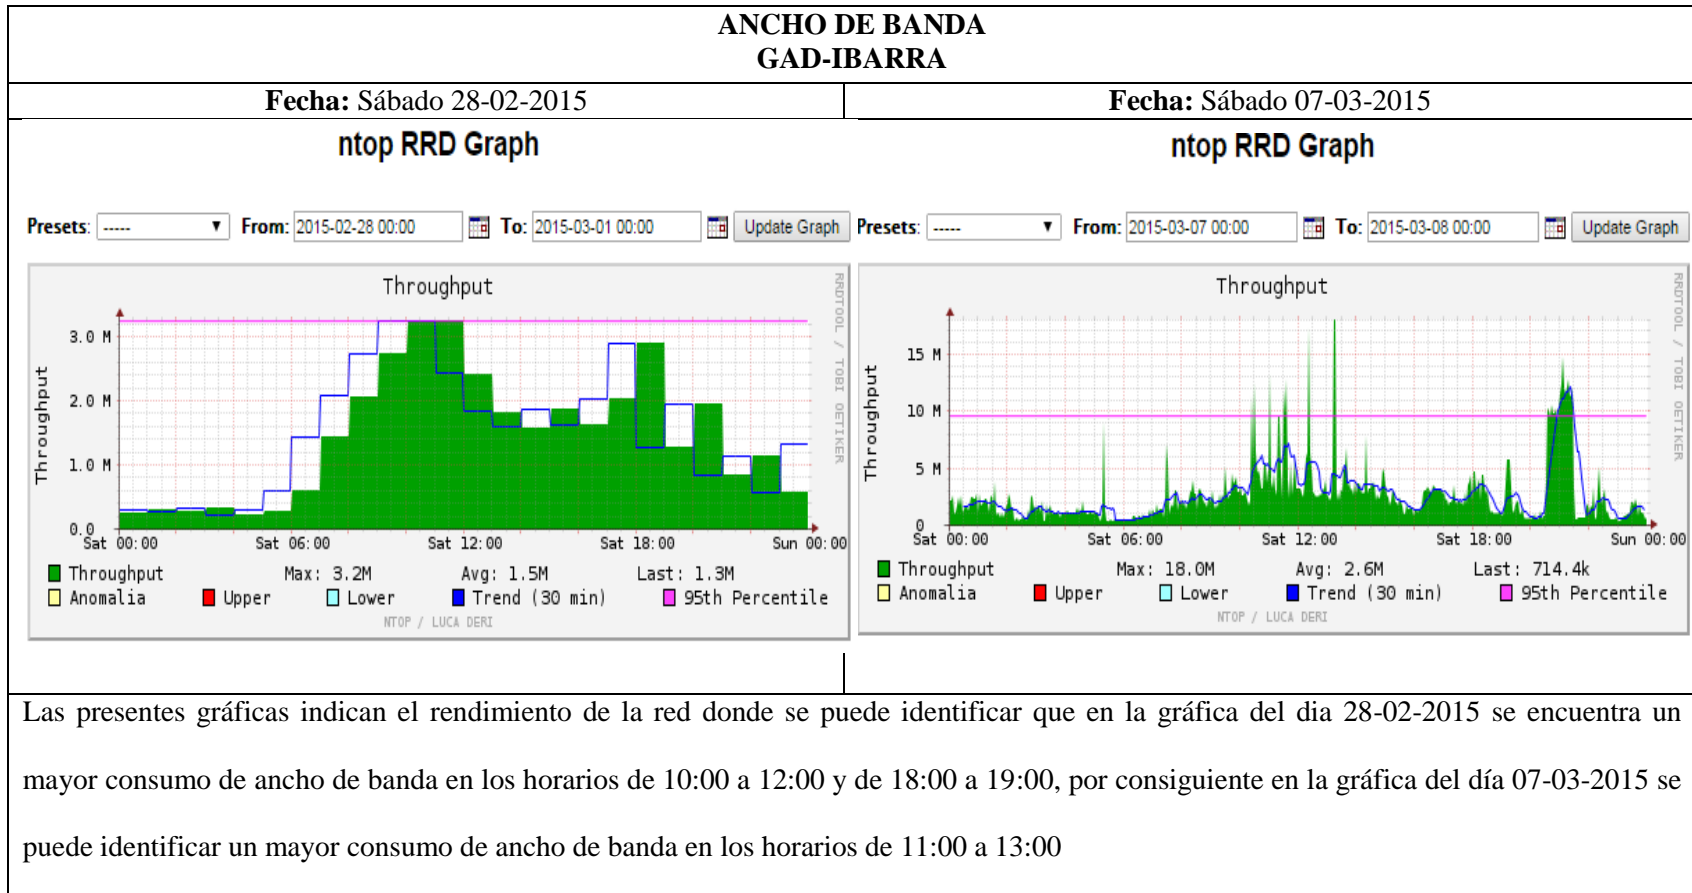 ANCHO DE BANDA
GAD-IBARRA
Fecha: Sábado 28-02-2015
Fecha: Sábado 07-03-2015
ntop RRD Graph
Presets: ----- From: 2015-02-28 00:00 To: 2015-03-01 00:00 Update Graph
Throughput
RRDTOOL / TOBI OETIKER
Throughput
3.0 M
2.0 M
1.0 M
0.0
Sat 00:00 Sat 06:00 Sat 12:00 Sat 18:00 Sun 00:00
Throughput Max: 3.2M Avg: 1.5M Last: 1.3M
Anomalia Upper Lower Trend (30 min) 95th Percentile
NTOP / LUCA DERI
ntop RRD Graph
Presets: ----- From: 2015-03-07 00:00 To: 2015-03-08 00:00 Update Graph
Throughput
RRDTOOL / TOBI OETIKER
Throughput
15 M
10 M
5 M
0
Sat 00:00 Sat 06:00 Sat 12:00 Sat 18:00 Sun 00:00
Throughput Max: 18.0M Avg: 2.6M Last: 714.4k
Anomalia Upper Lower Trend (30 min) 95th Percentile
NTOP / LUCA DERI
Las presentes gráficas indican el rendimiento de la red donde se puede identificar que en la gráfica del dia 28-02-2015 se encuentra un
mayor consumo de ancho de banda en los horarios de 10:00 a 12:00 y de 18:00 a 19:00, por consiguiente en la gráfica del día 07-03-2015 se
puede identificar un mayor consumo de ancho de banda en los horarios de 11:00 a 13:00